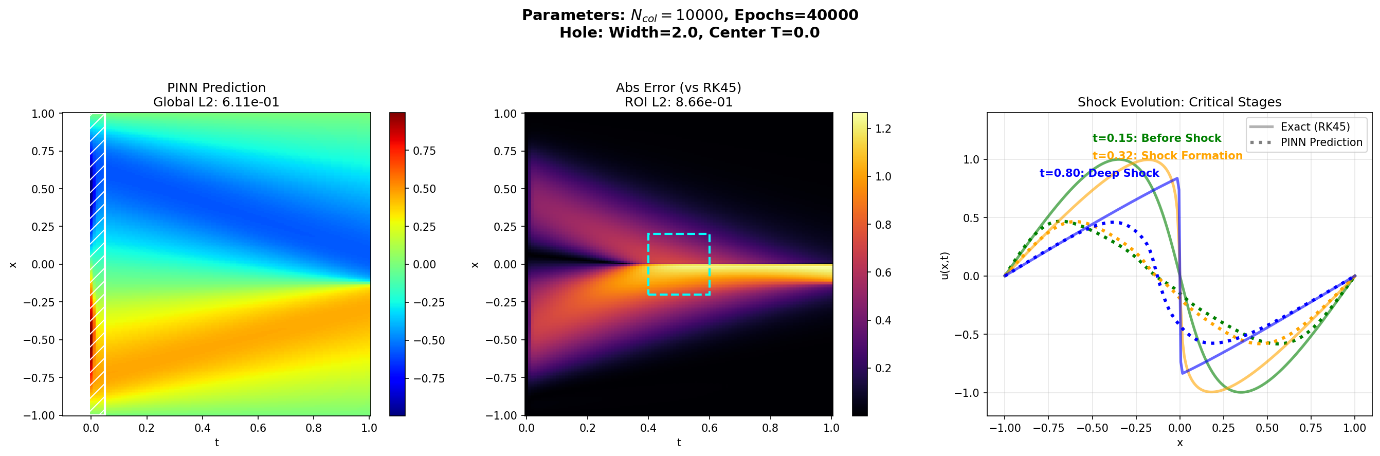 Parameters: N_col = 10000, Epochs=40000
Hole: Width=2.0, Center T=0.0
PINN Prediction
Global L2: 6.11e-01
1.00
0.75
0.50
0.25
0.00
−0.25
−0.50
−0.75
−1.00
x
0.0 0.2 0.4 0.6 0.8 1.0
t
0.75
0.50
0.25
0.00
−0.25
−0.50
−0.75
Abs Error (vs RK45)
ROI L2: 8.66e-01
1.00
0.75
0.50
0.25
0.00
−0.25
−0.50
−0.75
−1.00
x
0.0 0.2 0.4 0.6 0.8 1.0
t
1.2
1.0
0.8
0.6
0.4
0.2
Shock Evolution: Critical Stages
Exact (RK45)
PINN Prediction
t=0.15: Before Shock
t=0.32: Shock Formation
t=0.80: Deep Shock
1.0
0.5
0.0
−0.5
−1.0
u(x,t)
−1.00 −0.75 −0.50 −0.25 0.00 0.25 0.50 0.75 1.00
x